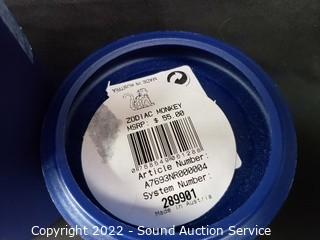 MADE IN AUSTRIA
ZODIAC MONKEY
MSRP: $ 55.00
Article Number:
A7693NR000004
System Number:
289901
Made in Austria
Copyright 2022 - Sound Auction Service